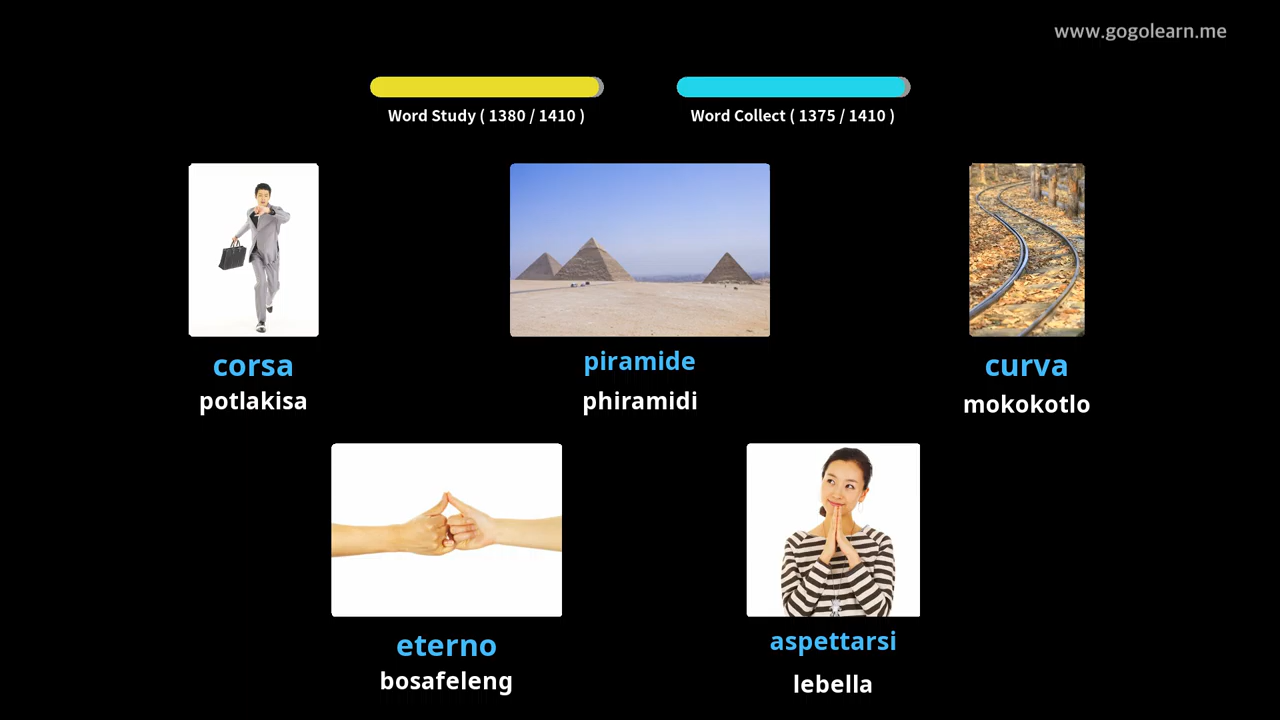 www.gogolearn.me
Word Study ( 1380 / 1410 )
Word Collect ( 1375 / 1410 )
corsa
potlakisa
piramide
phiramidi
curva
mokokotlo
eterno
bosafeleng
aspettarsi
lebella